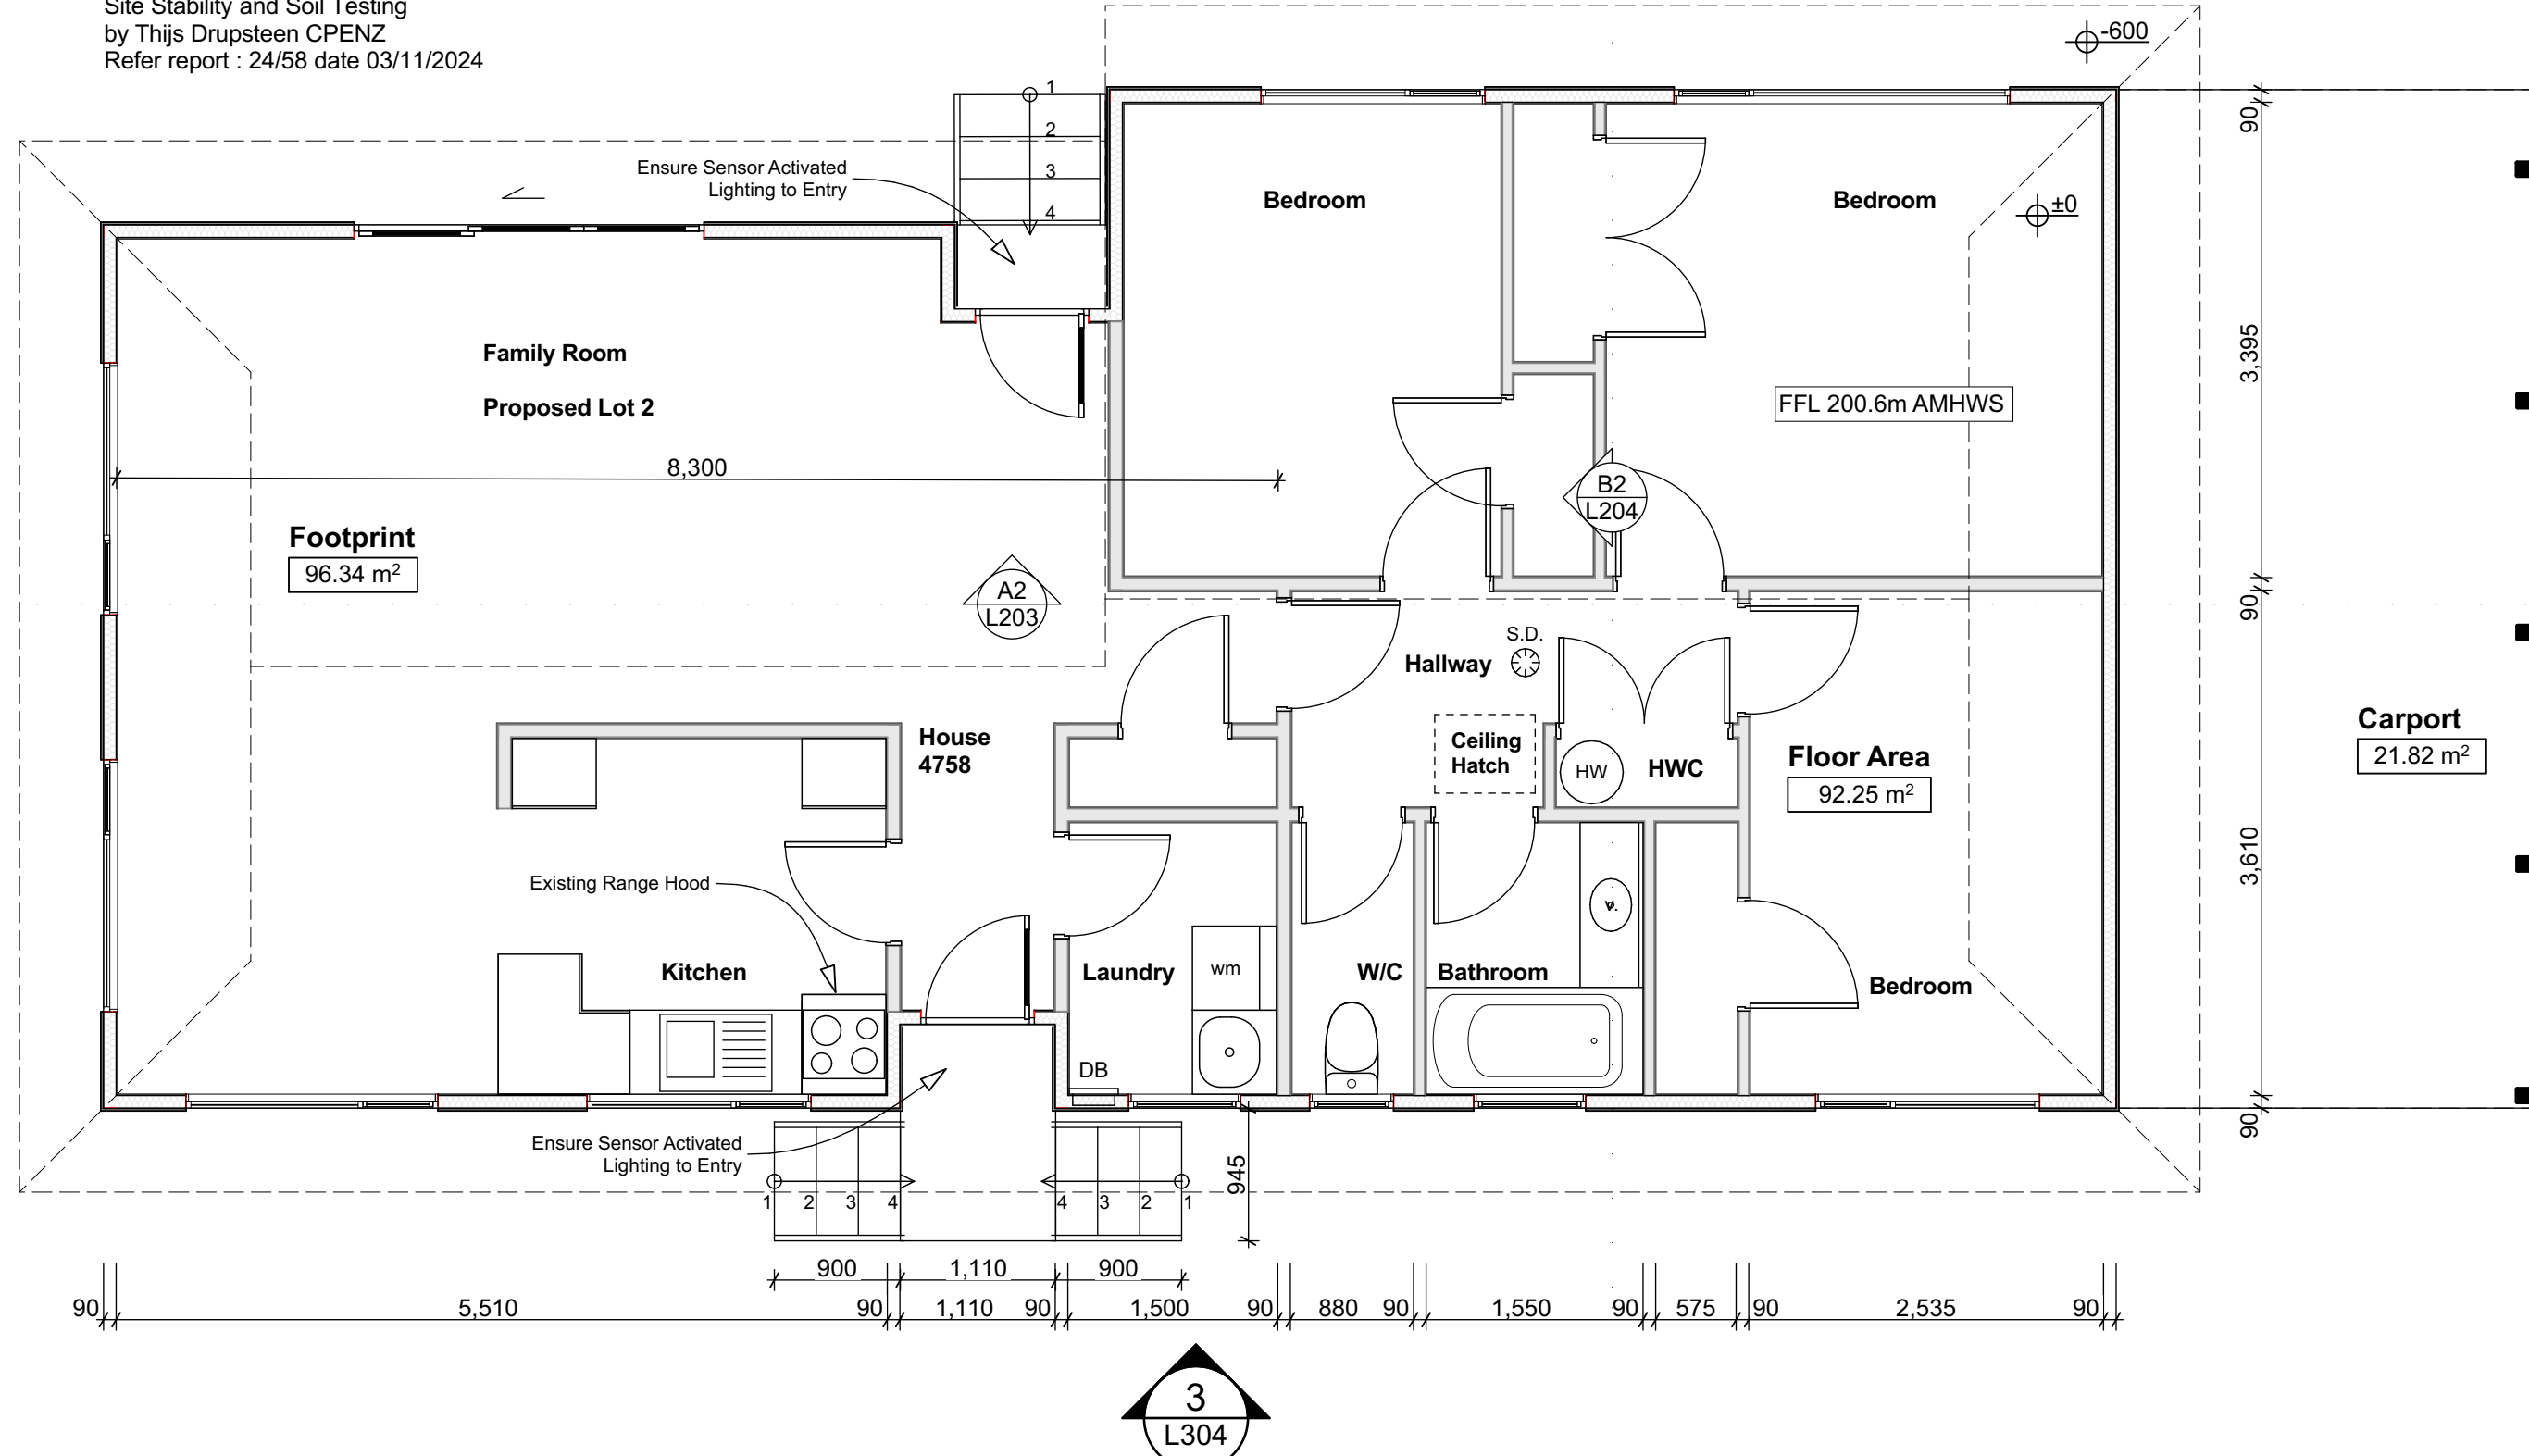 Site Stability and Soil Testing
by Thijs Drupsteen CPENZ
Refer report : 24/58 date 03/11/2024
-600
1
2
3
4
Ensure Sensor Activated
Lighting to Entry
Bedroom
Bedroom
±0
90
3,395
Family Room
Proposed Lot 2
FFL 200.6m AMHWS
8,300
B2
L204
Footprint
96.34 m²
A2
L203
90
S.D.
Hallway
House
4758
Ceiling
Hatch
HW
HWC
Floor Area
92.25 m²
Carport
21.82 m²
3,610
Existing Range Hood
Kitchen
Laundry
wm
W/C
Bathroom
Bedroom
DB
90
Ensure Sensor Activated
Lighting to Entry
945
1 2 3 4
4 3 2 1
900 1,110 900
90 5,510 90 1,110 90 1,500 90 880 90 1,550 90 575 90 2,535 90
3
L304